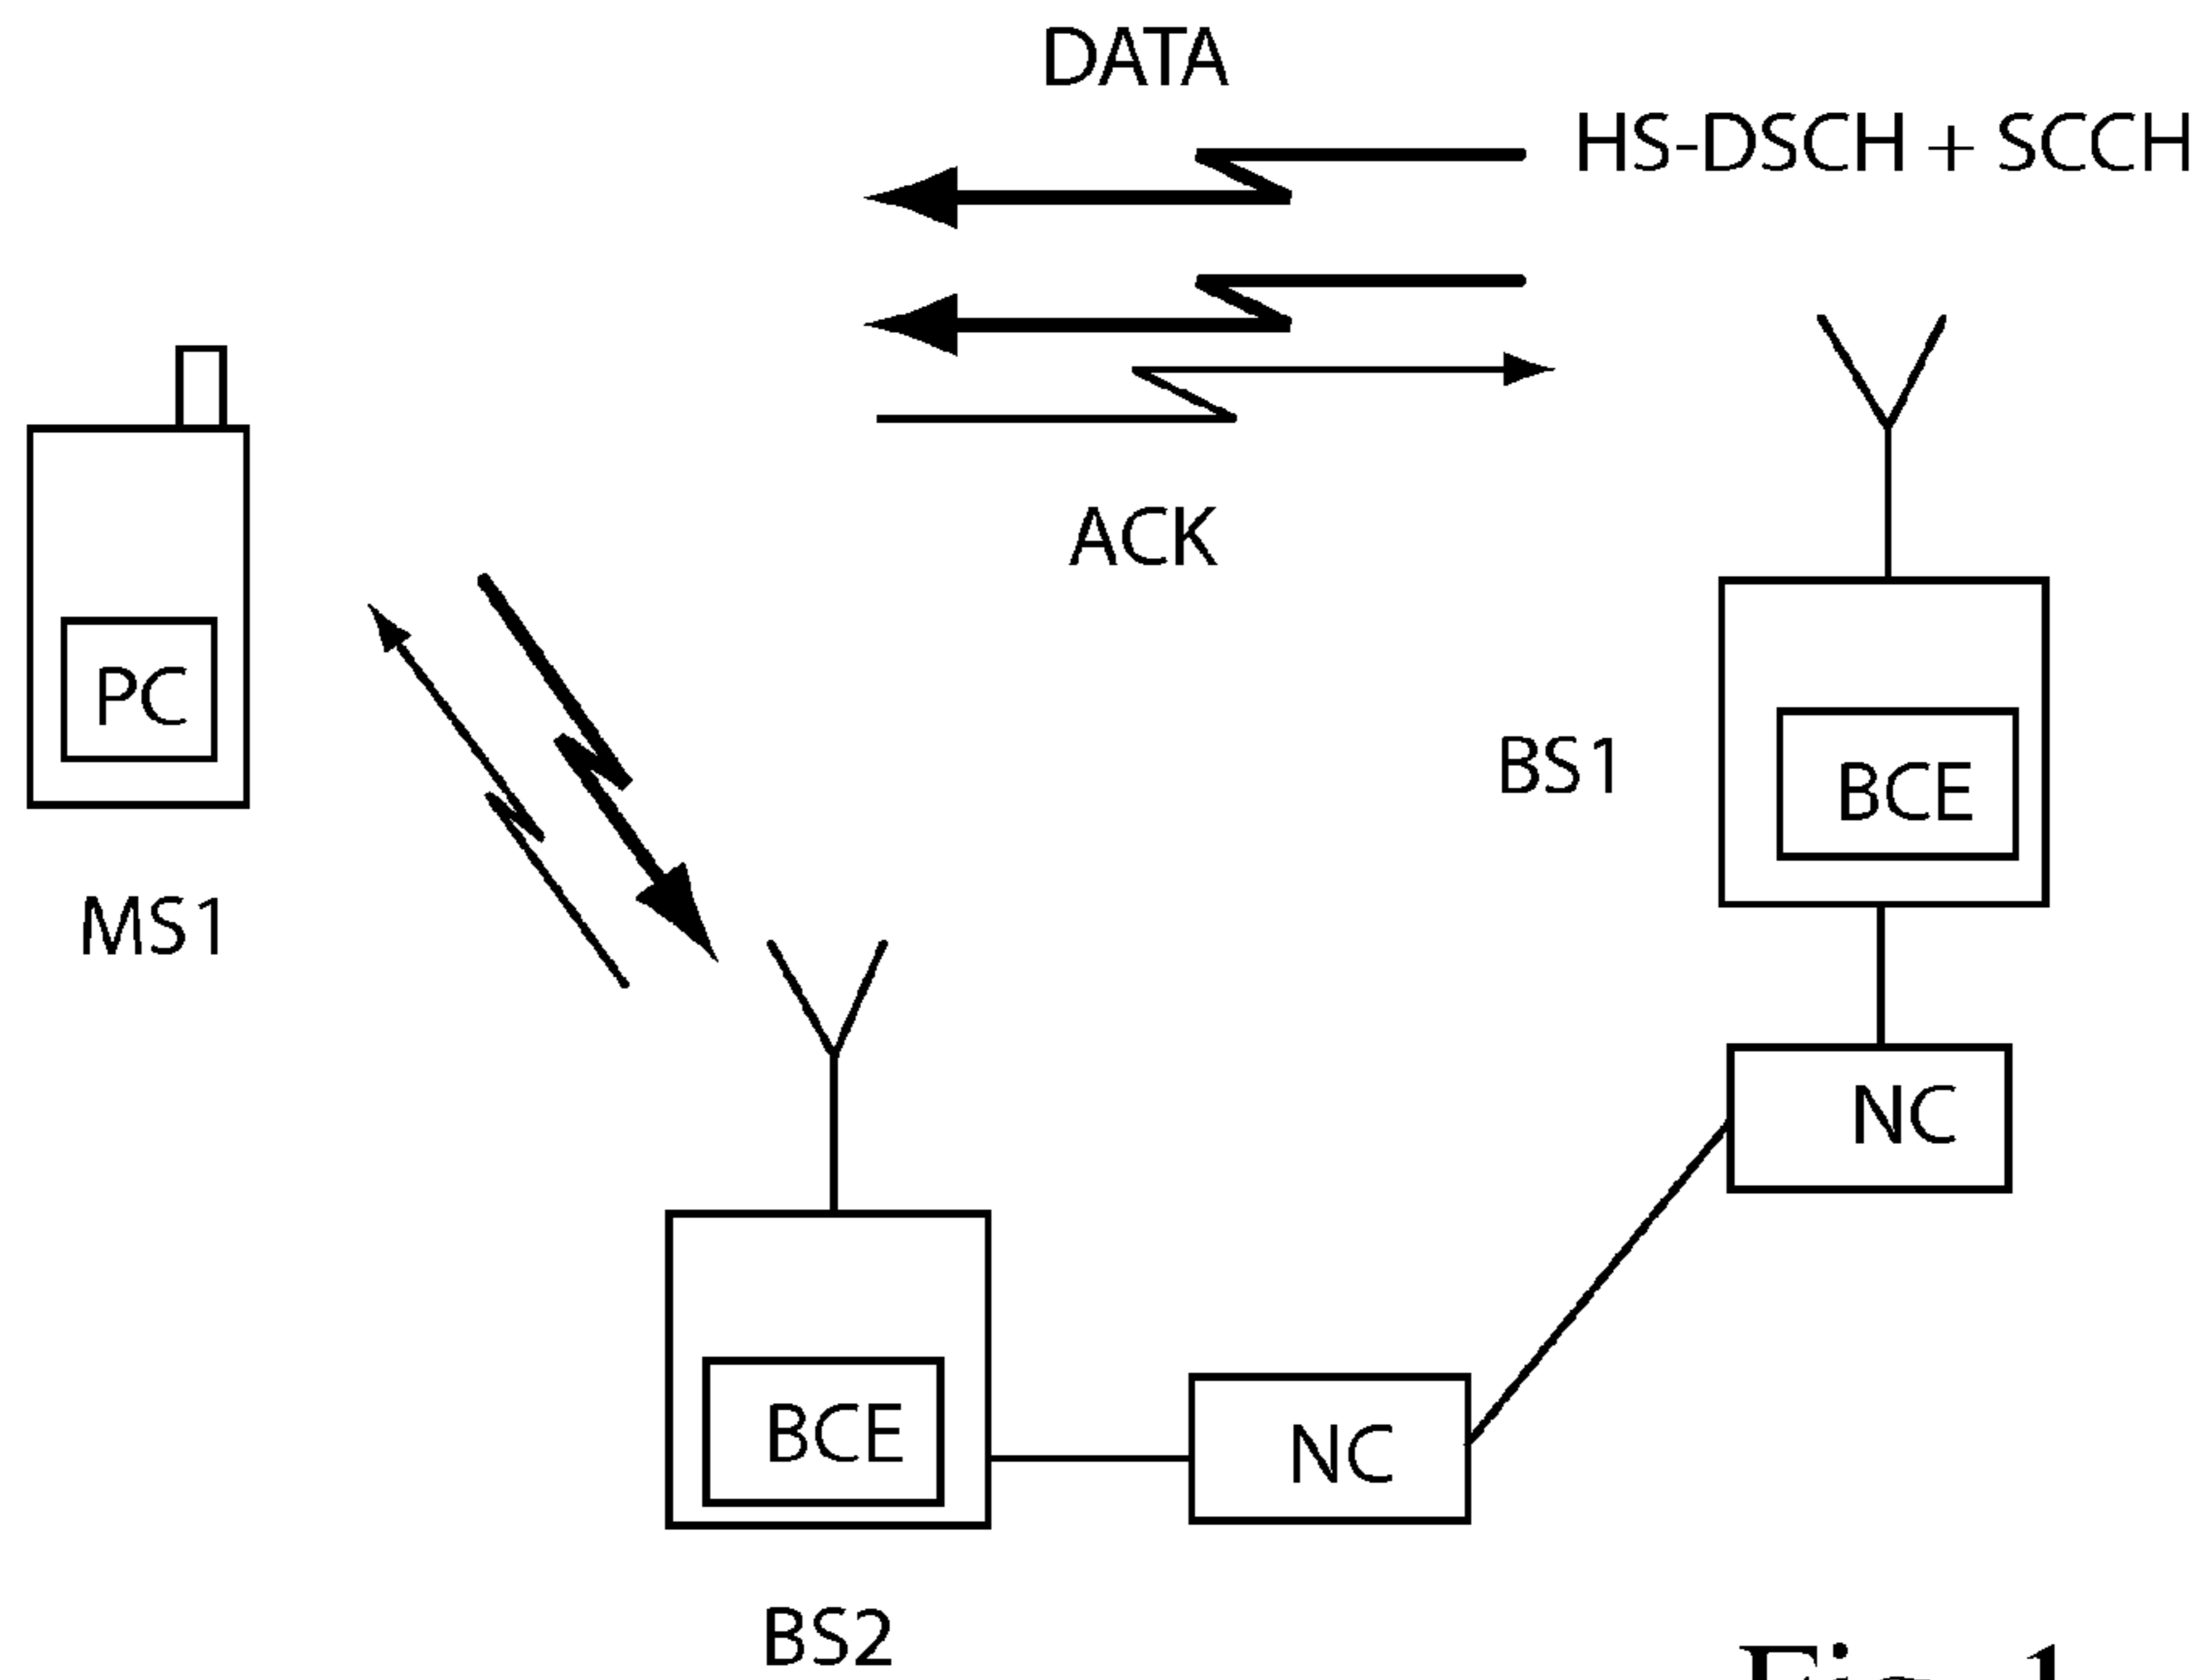 DATA
HS-DSCH + SCCH
ACK
PC
MS1
BS1
BCE
NC
BCE
NC
BS2
Fig. 1